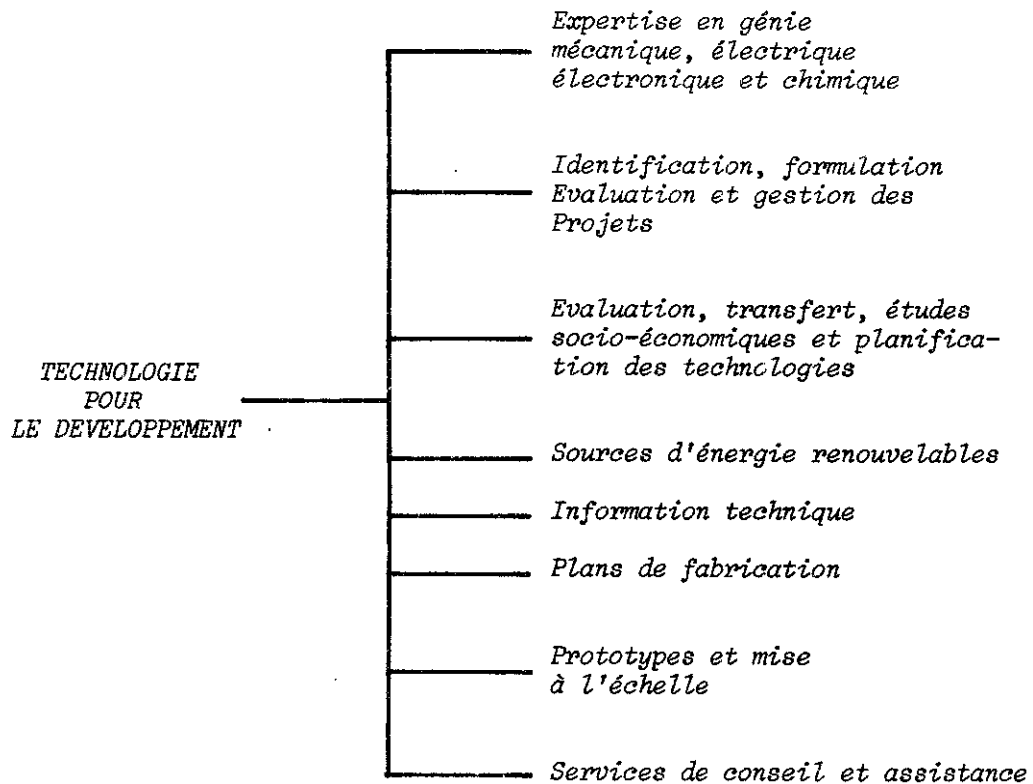 Expertise en génie
mécanique, électrique
électronique et chimique
Identification, formulation
Evaluation et gestion des
Projets
Evaluation, transfert, études
socio-économiques et planifica-
tion des technologies
TECHNOLOGIE
POUR
LE DEVELOPPEMENT
Sources d'énergie renouvelables
Information technique
Plans de fabrication
Prototypes et mise
à l'échelle
Services de conseil et assistance